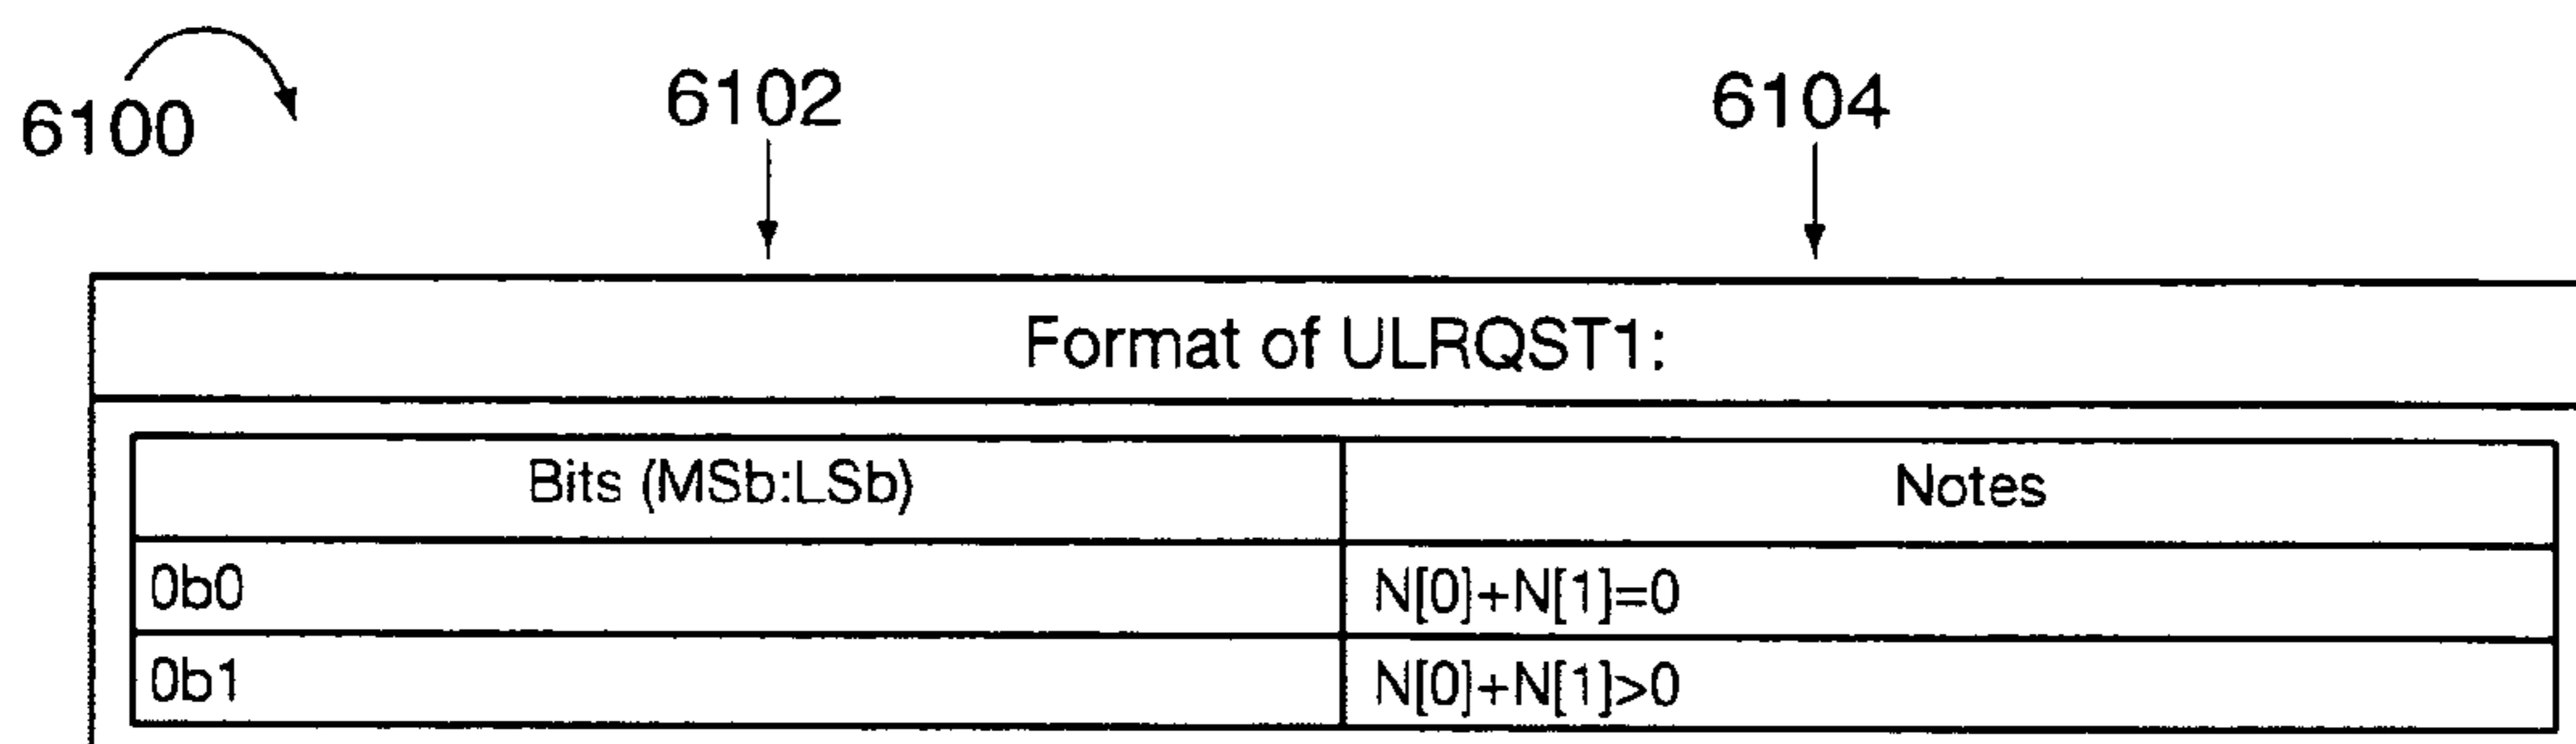 6100 6102 6104
Format of ULRQST1:
Bits (MSb:LSb) Notes
0b0 N[0]+N[1]=0
0b1 N[0]+N[1]>0